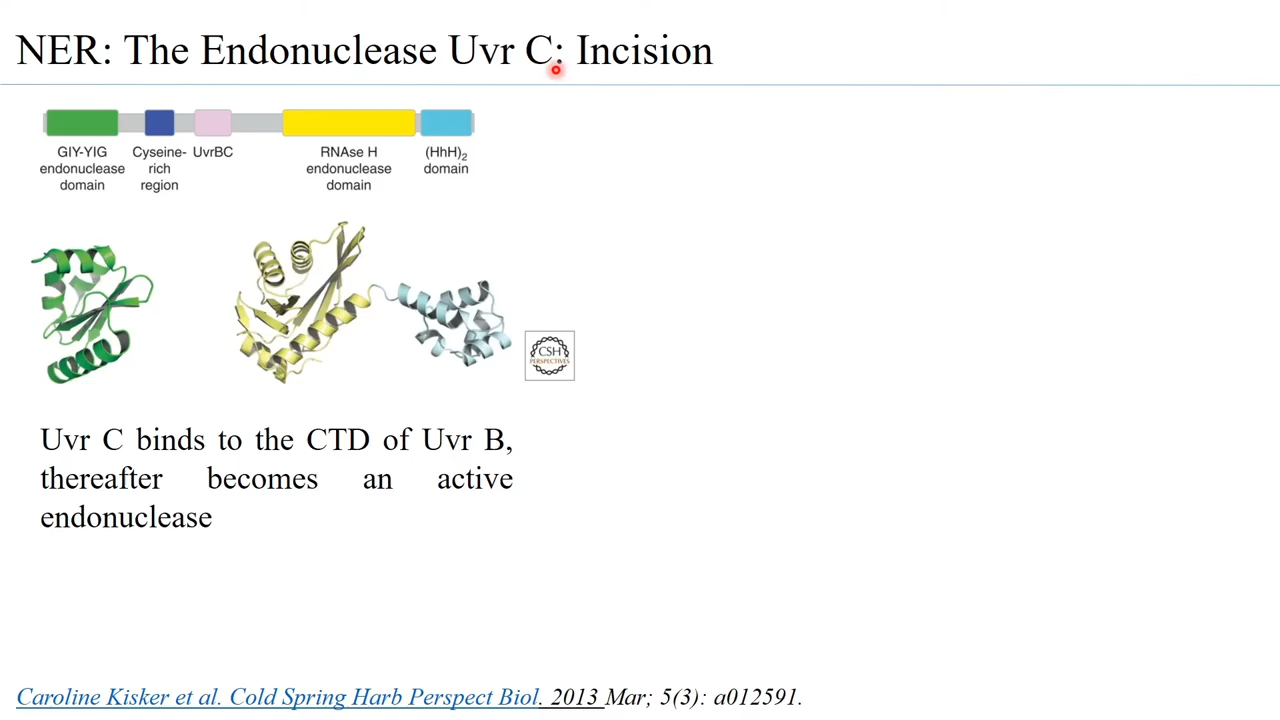 NER: The Endonuclease Uvr C: Incision
GIY-YIG
endonuclease
domain
Cyseine-
rich
region
UvrBC
RNAse H
endonuclease
domain
(HhH)₂
domain
CSH
PERSPECTIVES
Uvr C binds to the CTD of Uvr B,
thereafter becomes an active
endonuclease
Caroline Kisker et al. Cold Spring Harb Perspect Biol. 2013 Mar; 5(3): a012591.